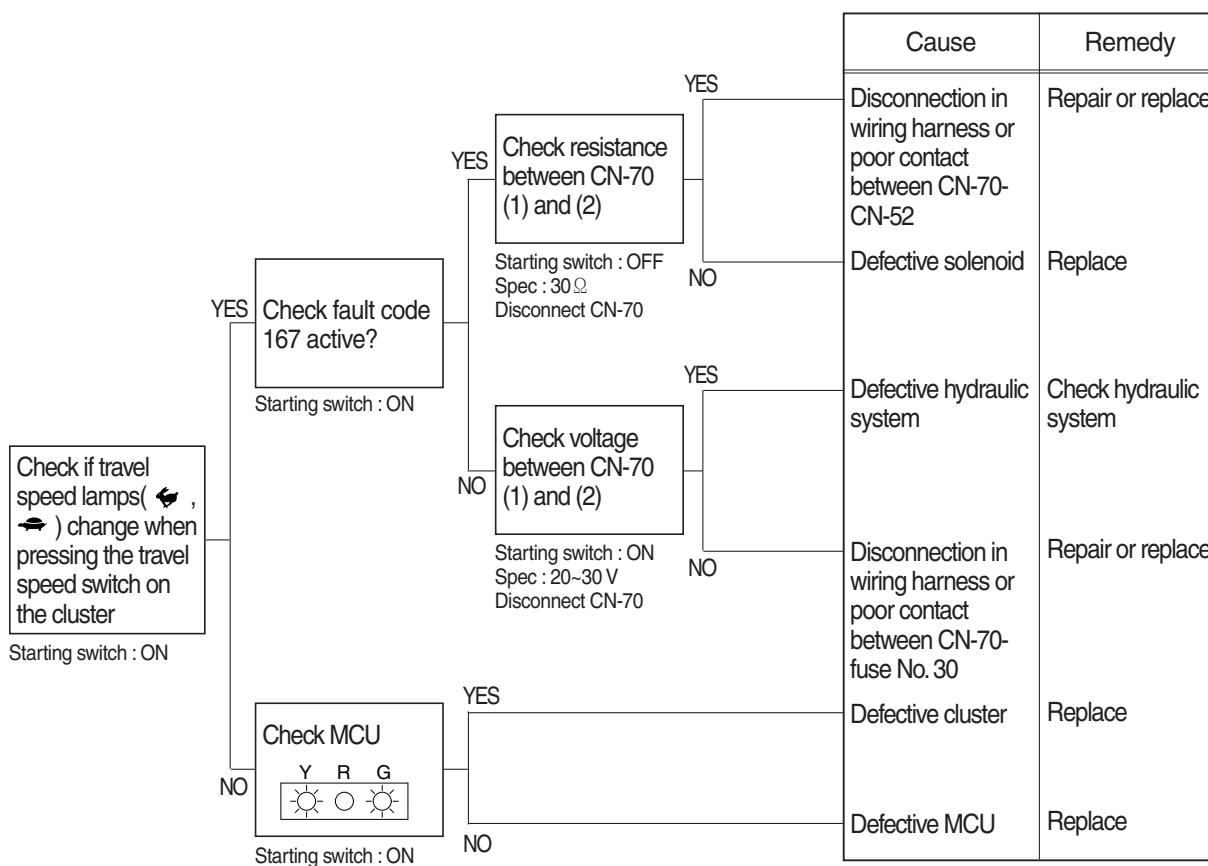 Cause
Remedy
YES
Disconnection in
wiring harness or
poor contact
between CN-70-
CN-52
Repair or replace
YES
Check resistance
between CN-70
(1) and (2)
Starting switch : OFF
Spec : 30Ω
Disconnect CN-70
NO
Defective solenoid
Replace
YES
Check fault code
167 active?
Starting switch : ON
YES
Defective hydraulic
system
Check hydraulic
system
NO
Check voltage
between CN-70
(1) and (2)
Starting switch : ON
Spec : 20~30 V
Disconnect CN-70
NO
Disconnection in
wiring harness or
poor contact
between CN-70-
fuse No. 30
Repair or replace
Check if travel
speed lamps( ,
) change when
pressing the travel
speed switch on
the cluster
Starting switch : ON
NO
Check MCU
Y R G
Starting switch : ON
YES
Defective cluster
Replace
NO
Defective MCU
Replace